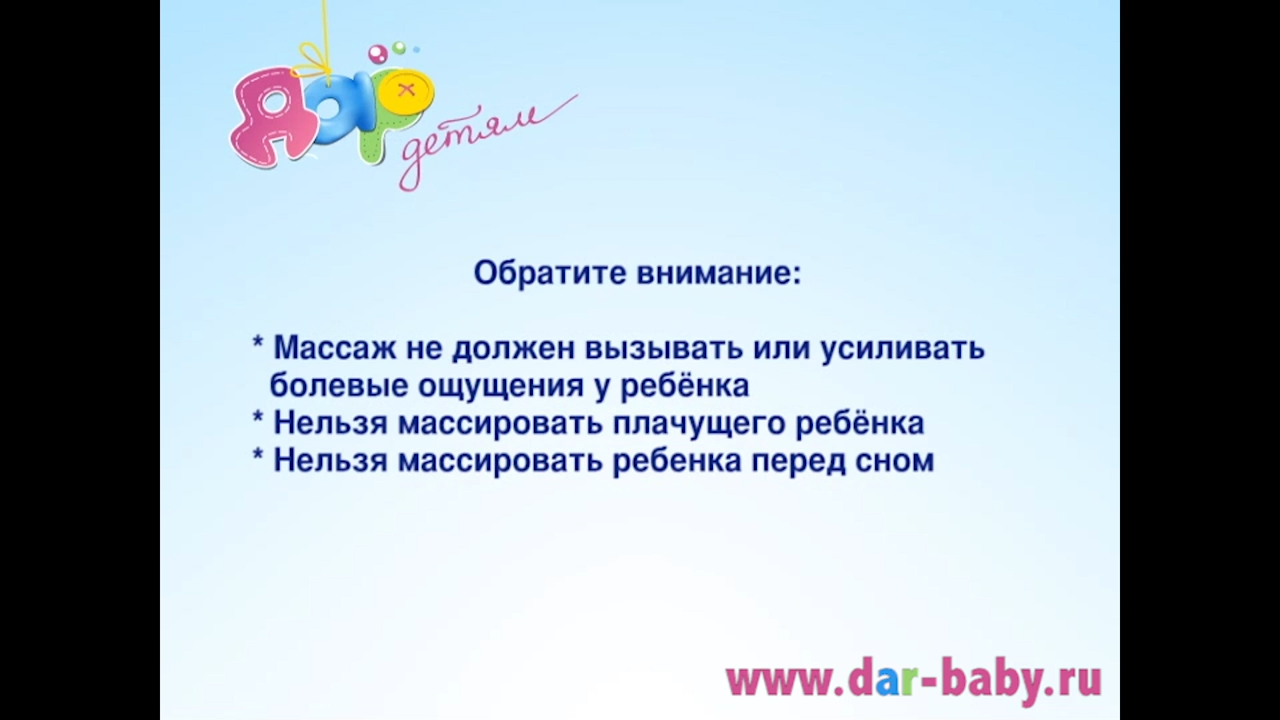 Дар
детям
Обратите внимание:
* Массаж не должен вызывать или усиливать
болевые ощущения у ребёнка
* Нельзя массировать плачущего ребёнка
* Нельзя массировать ребенка перед сном
www.dar-baby.ru